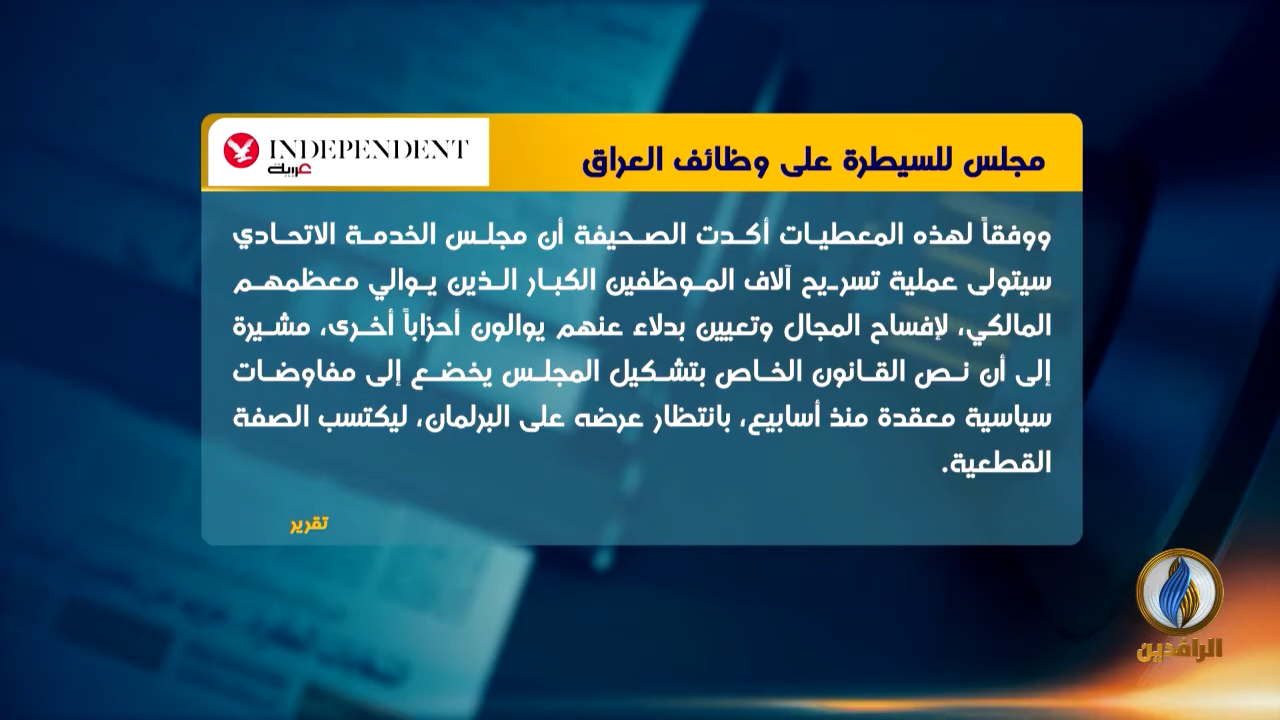 INDEPENDENT
عربية
مجلس للسيطرة على وظائف العراق
ووفقاً لهذه المعطيات أكدت الصحيفة أن مجلس الخدمة الاتحادي
سيتولى عملية تسريح آلاف الموظفين الكبار الذين يوالي معظمهم
المالكي، لإفساح المجال وتعيين بدلاء عنهم يوالون أحزاباً أخرى، مشيرة
إلى أن نص القانون الخاص بتشكيل المجلس يخضع إلى مفاوضات
سياسية معقدة منذ أسابيع، بانتظار عرضه على البرلمان، ليكتسب الصفة
القطعية.
تقرير
الرافدين